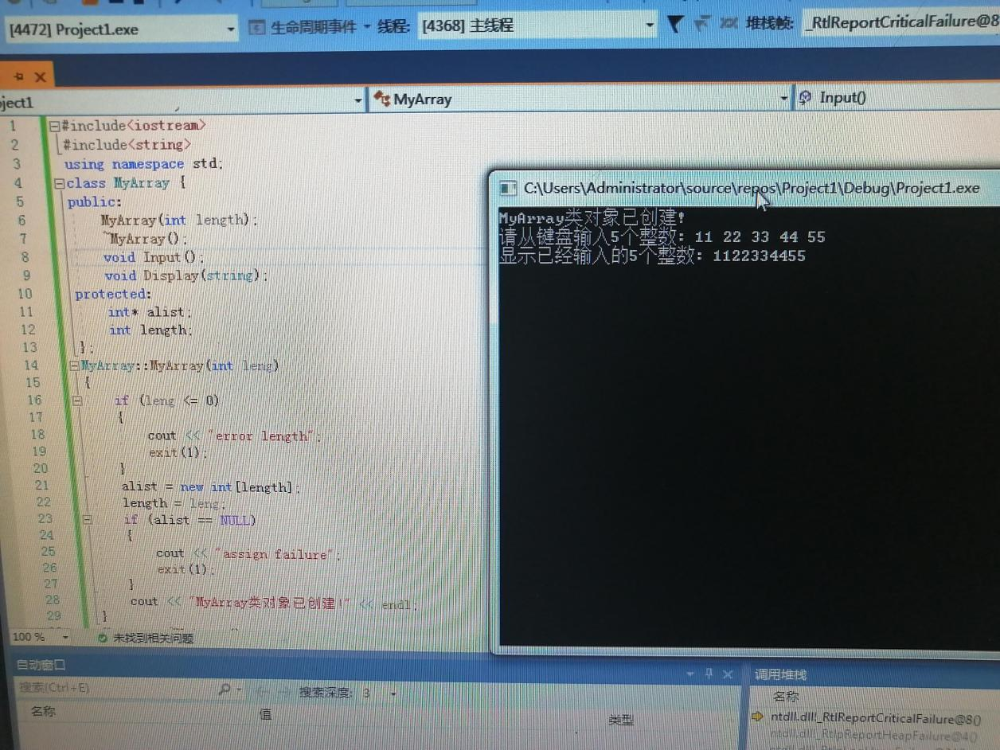 [4472] Project1.exe 生命周期事件 线程: [4368] 主线程 堆栈帧: _RtlReportCriticalFailure@8
ject1 MyArray Input()
1 #include<iostream>
2 #include<string>
3 using namespace std;
4 class MyArray {
5 public:
6 MyArray(int length);
7 ~MyArray();
8 void Input();
9 void Display(string);
10 protected:
11 int* alist;
12 int length;
13 };
14 MyArray::MyArray(int leng)
15 {
16 if (leng <= 0)
17 {
18 cout << "error length";
19 exit(1);
20 }
21 alist = new int[length];
22 length = leng;
23 if (alist == NULL)
24 {
25 cout << "assign failure";
26 exit(1);
27 }
28 cout << "MyArray类对象已创建!" << endl;
29 }
C:\Users\Administrator\source\repos\Project1\Debug\Project1.exe
MyArray类对象已创建!
请从键盘输入5个整数: 11 22 33 44 55
显示已经输入的5个整数: 1122334455
100 % 未找到相关问题
自动窗口
搜索(Ctrl+E) 搜索深度: 3
名称 值 类型
调用堆栈
名称
ntdll.dll!_RtlReportCriticalFailure@8()
ntdll.dll!_RtlpReportHeapFailure@4()